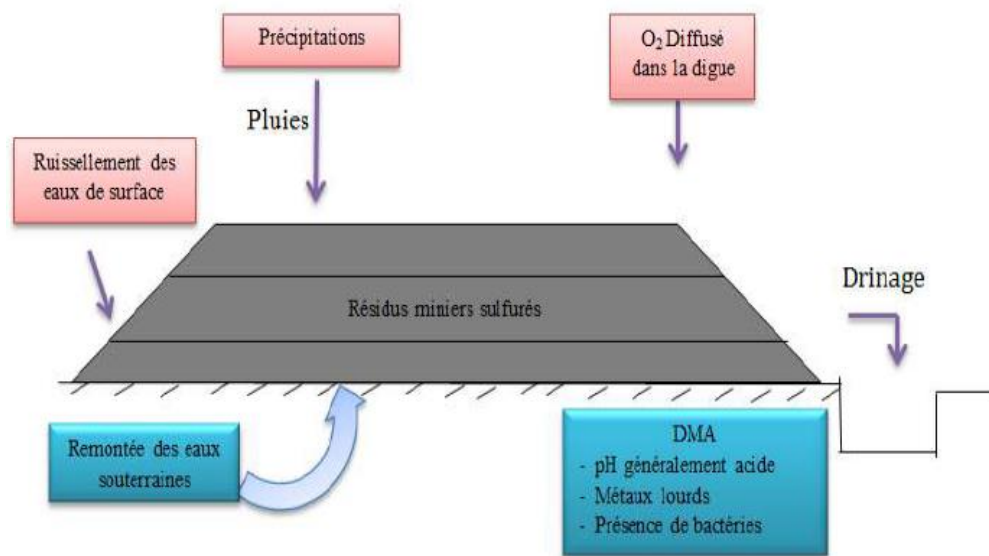 Précipitations
O₂ Diffusé
dans la digue
Pluies
Ruissellement des
eaux de surface
Résidus miniers sulfurés
Drinage
Remontée des eaux
souterraines
DMA
- pH généralement acide
- Métaux lourds
- Présence de bactéries